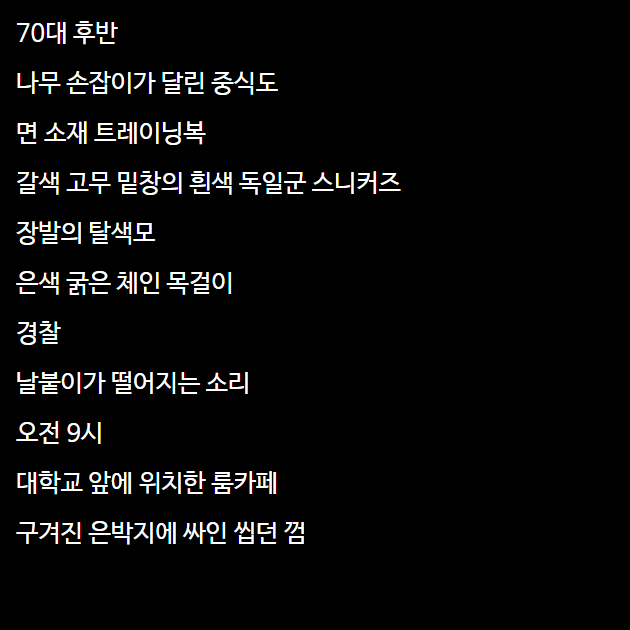 70대 후반
나무 손잡이가 달린 중식도
면 소재 트레이닝복
갈색 고무 밑창의 흰색 독일군 스니커즈
장발의 탈색모
은색 굵은 체인 목걸이
경찰
날붙이가 떨어지는 소리
오전 9시
대학교 앞에 위치한 룸카페
구겨진 은박지에 싸인 씹던 껌